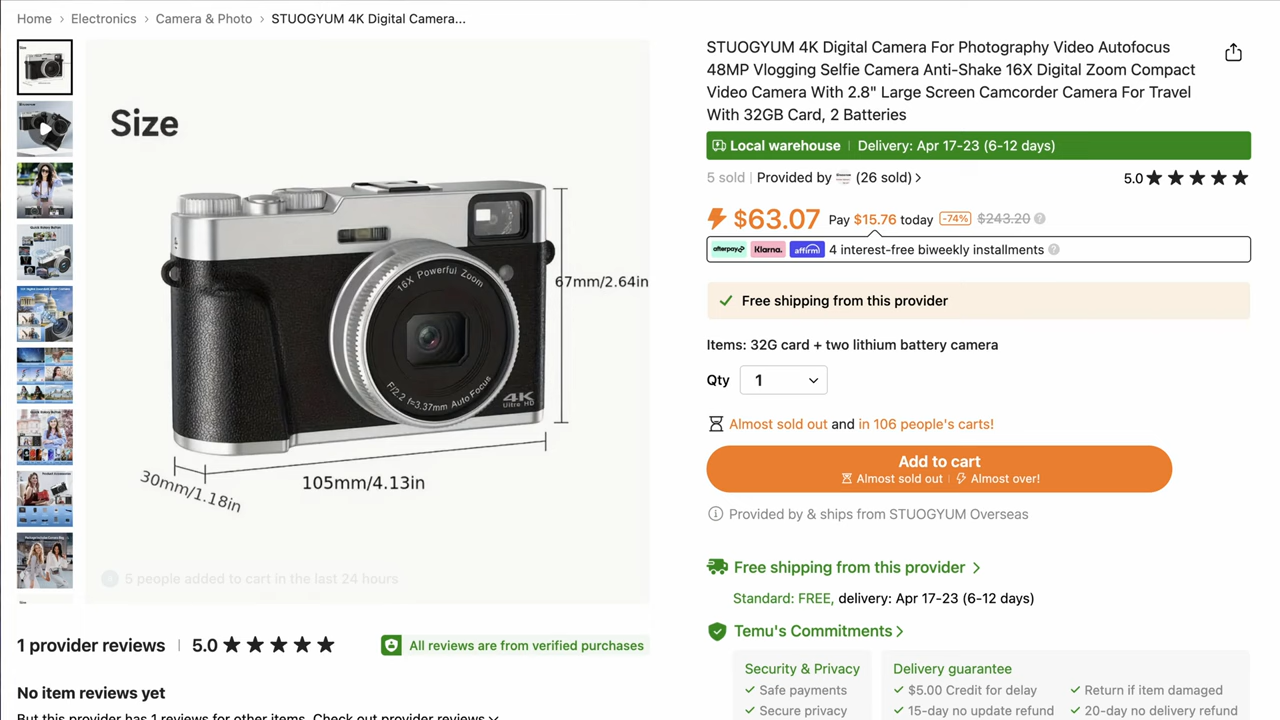 Home > Electronics > Camera & Photo > STUOGYUM 4K Digital Camera...
Size
16X Powerful Zoom
F/2.2 f=3.37mm Auto Focus
4K
Ultra HD
67mm/2.64in
105mm/4.13in
30mm/1.18in
5 people added to cart in the last 24 hours
1 provider reviews | 5.0
All reviews are from verified purchases
No item reviews yet
But this provider has 1 reviews for other items. Check out provider reviews
STUOGYUM 4K Digital Camera For Photography Video Autofocus
48MP Vlogging Selfie Camera Anti-Shake 16X Digital Zoom Compact
Video Camera With 2.8" Large Screen Camcorder Camera For Travel
With 32GB Card, 2 Batteries
Local warehouse | Delivery: Apr 17-23 (6-12 days)
5 sold | Provided by (26 sold) >
5.0
$63.07 Pay $15.76 today -74% $243.20
afterpay Klarna. affirm 4 interest-free biweekly installments
Free shipping from this provider
Items: 32G card + two lithium battery camera
Qty 1
Almost sold out and in 106 people's carts!
Add to cart
Almost sold out | Almost over!
Provided by & ships from STUOGYUM Overseas
Free shipping from this provider >
Standard: FREE, delivery: Apr 17-23 (6-12 days)
Temu's Commitments >
Security & Privacy
Safe payments
Secure privacy
Delivery guarantee
$5.00 Credit for delay
Return if item damaged
15-day no update refund
20-day no delivery refund